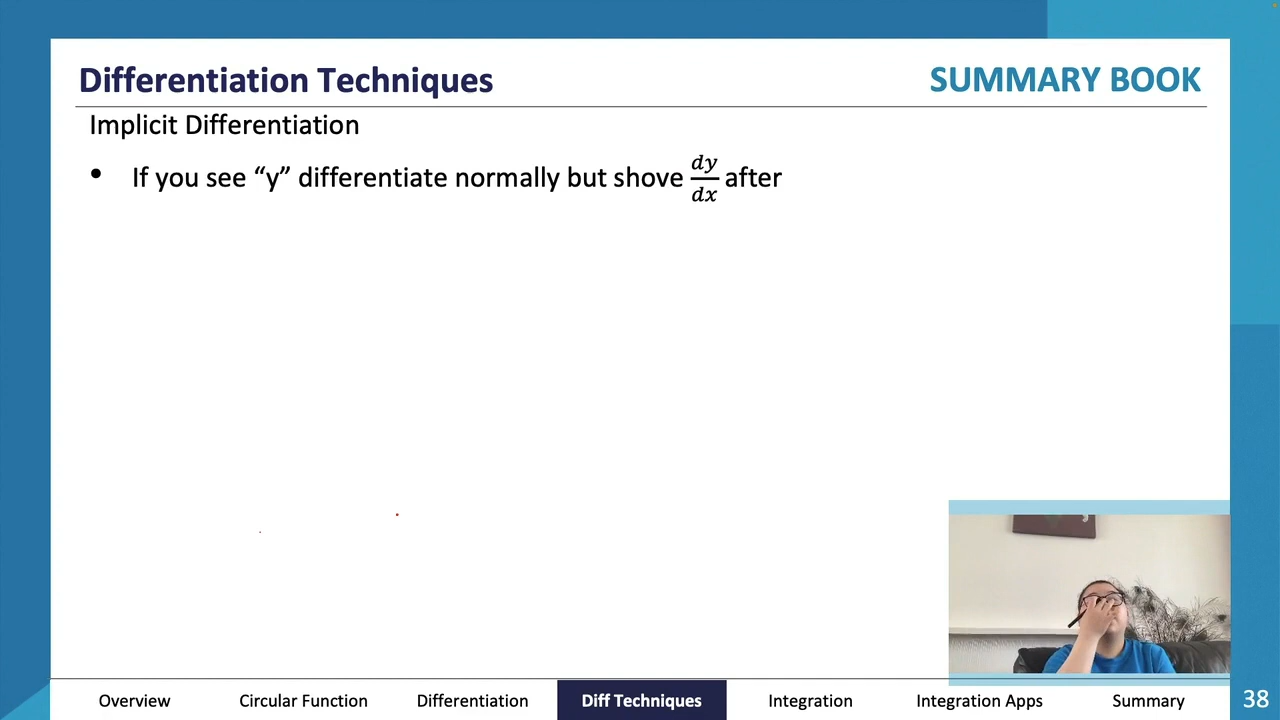 Differentiation Techniques
SUMMARY BOOK
Implicit Differentiation
• If you see “y” differentiate normally but shove dy/dx after
Overview Circular Function Differentiation Diff Techniques Integration Integration Apps Summary 38